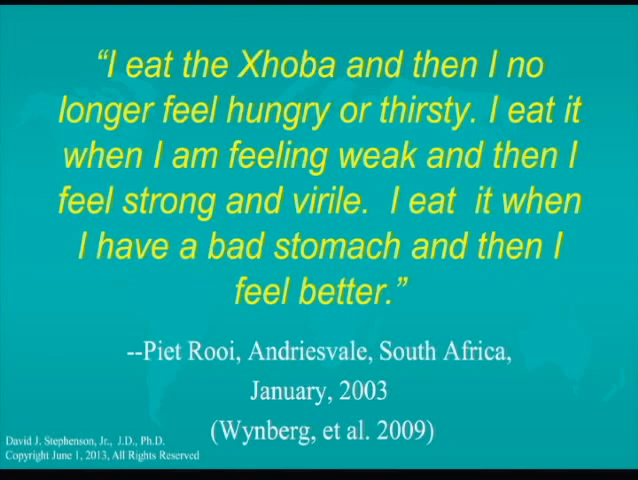 “I eat the Xhoba and then I no
longer feel hungry or thirsty. I eat it
when I am feeling weak and then I
feel strong and virile. I eat it when
I have a bad stomach and then I
feel better.”
--Piet Rooi, Andriesvale, South Africa,
January, 2003
(Wynberg, et al. 2009)
David J. Stephenson, Jr., J.D., Ph.D.
Copyright June 1, 2013, All Rights Reserved